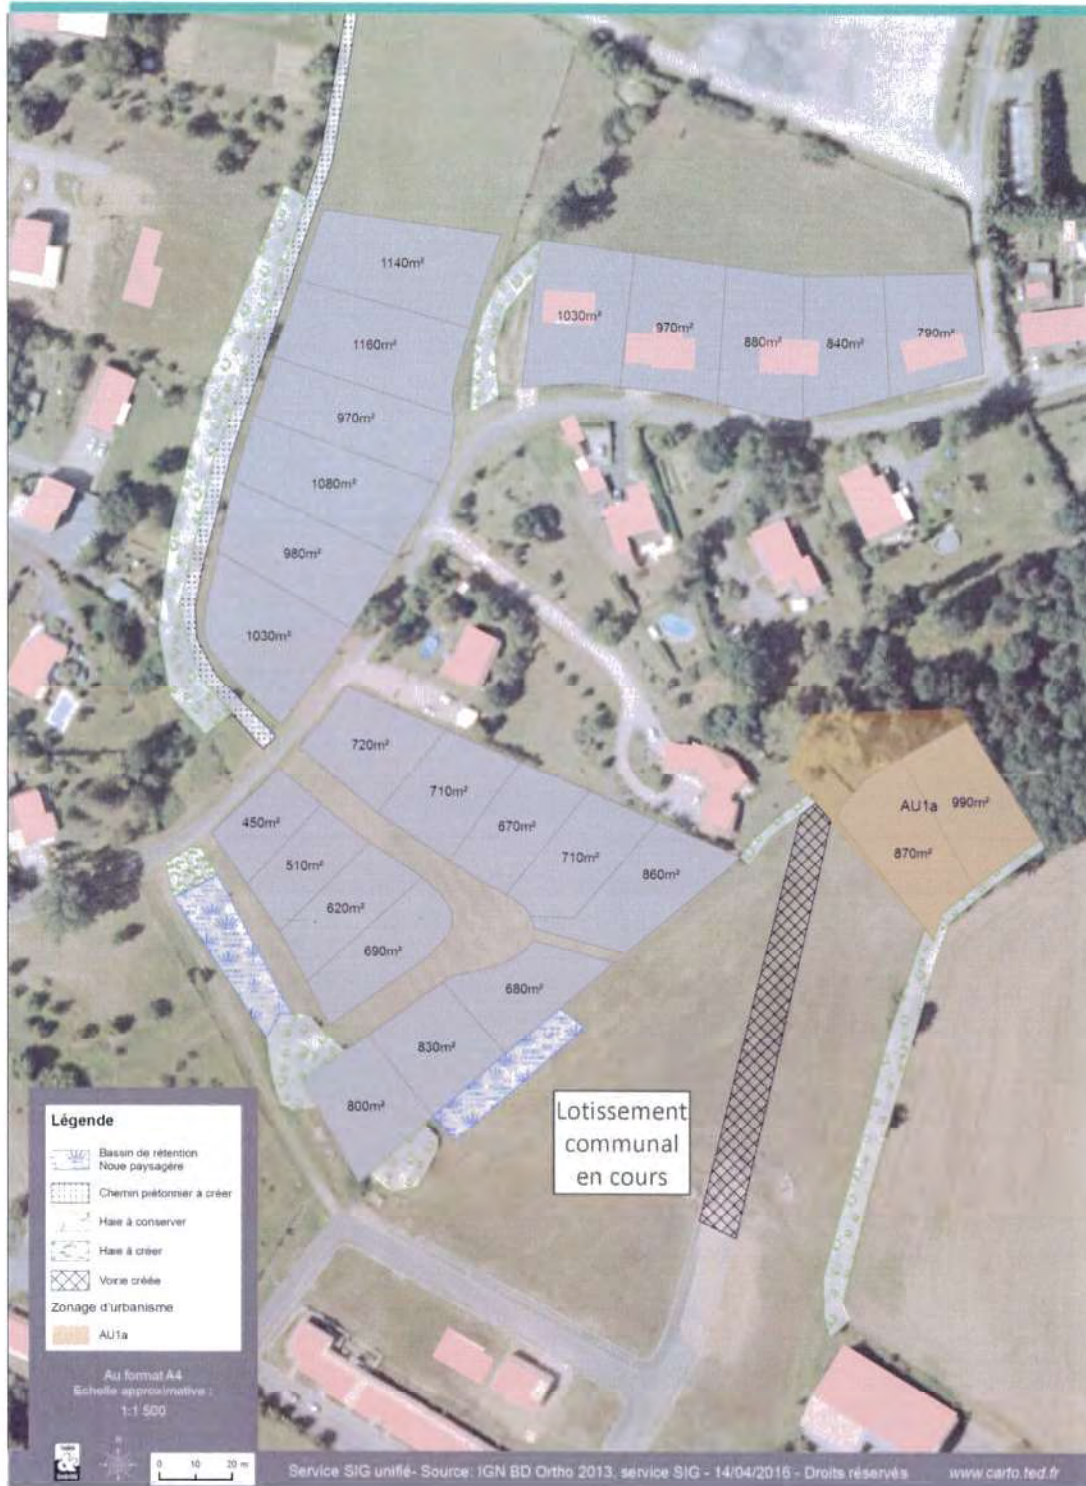 1140m²
1160m²
970m²
1080m²
980m²
1030m²
1030m²
970m²
880m²
840m²
790m²
720m²
710m²
670m²
710m²
860m²
450m²
510m²
620m²
690m²
680m²
830m²
800m²
AU1a
990m²
870m²
Lotissement
communal
en cours
Légende
Bassin de rétention
Noue paysagère
Chemin piétonnier à créer
Haie à conserver
Haie à créer
Voirie créée
Zonage d'urbanisme
AU1a
Au format A4
Echelle approximative :
1:1 500
0 10 20 m
Service SIG unifié- Source: IGN BD Ortho 2013, service SIG - 14/04/2016 - Droits réservés
www.carto.ted.fr